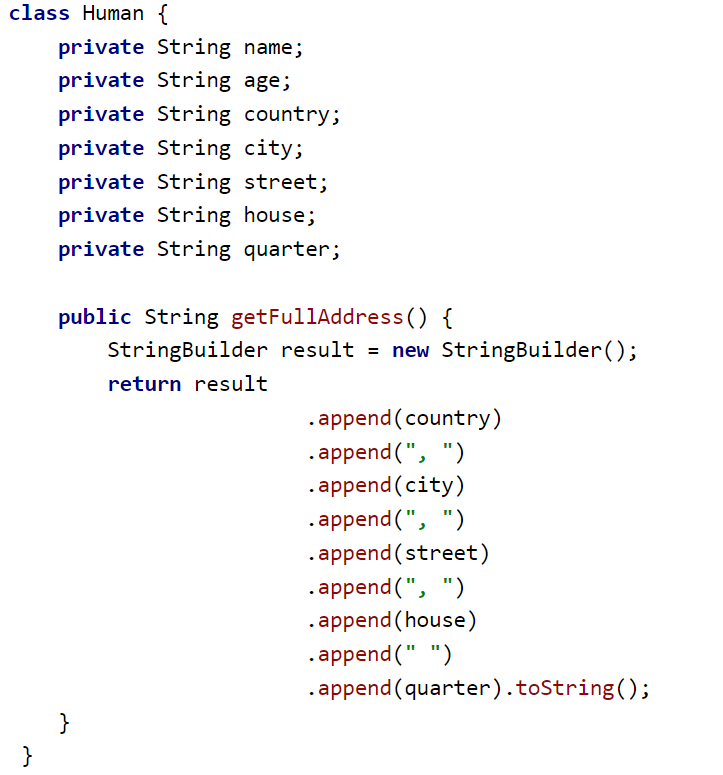 class Human {
    private String name;
    private String age;
    private String country;
    private String city;
    private String street;
    private String house;
    private String quarter;

    public String getFullAddress() {
        StringBuilder result = new StringBuilder();
        return result
                        .append(country)
                        .append(", ")
                        .append(city)
                        .append(", ")
                        .append(street)
                        .append(", ")
                        .append(house)
                        .append(" ")
                        .append(quarter).toString();
    }
 }